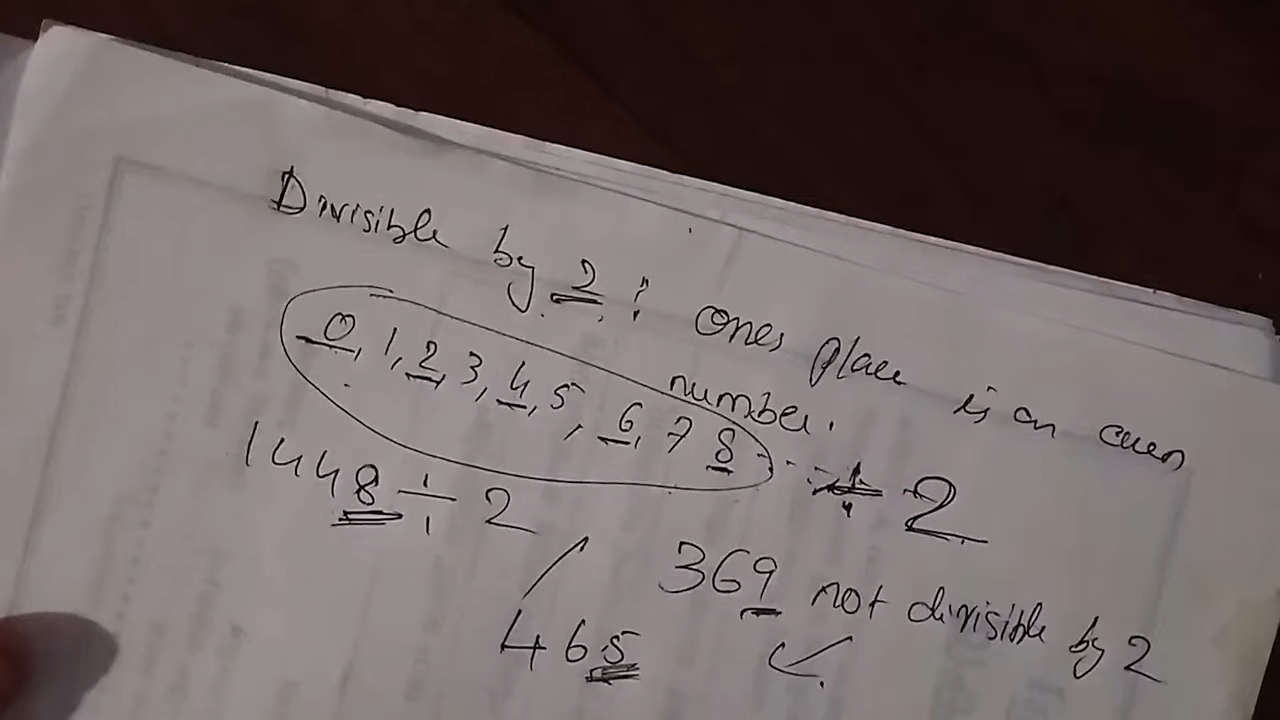 Divisible by 2 : ones place is an even
number.
0, 1, 2, 3, 4, 5, 6, 7 8 ÷ 2
1448 ÷ 2
369 not divisible by 2
465